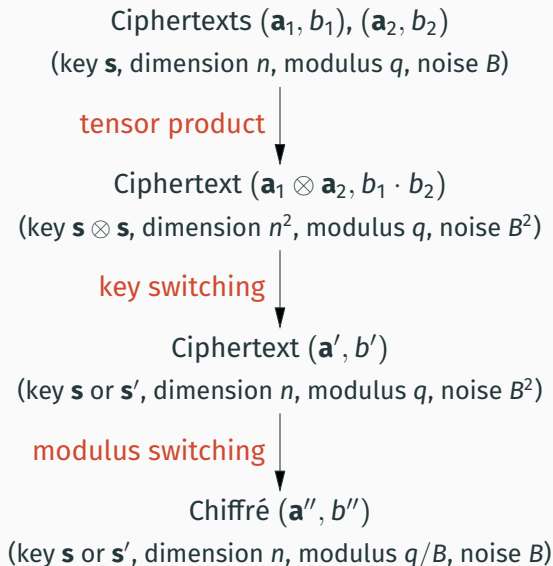 Ciphertexts (a₁, b₁), (a₂, b₂)
(key s, dimension n, modulus q, noise B)
tensor product
Ciphertext (a₁ ⊗ a₂, b₁ · b₂)
(key s ⊗ s, dimension n², modulus q, noise B²)
key switching
Ciphertext (a′, b′)
(key s or s′, dimension n, modulus q, noise B²)
modulus switching
Chiffré (a′′, b′′)
(key s or s′, dimension n, modulus q/B, noise B)